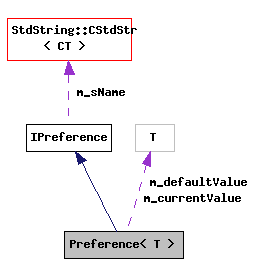 StdString::CStdStr
< CT >
m_sName
IPreference
T
m_defaultValue
m_currentValue
Preference< T >